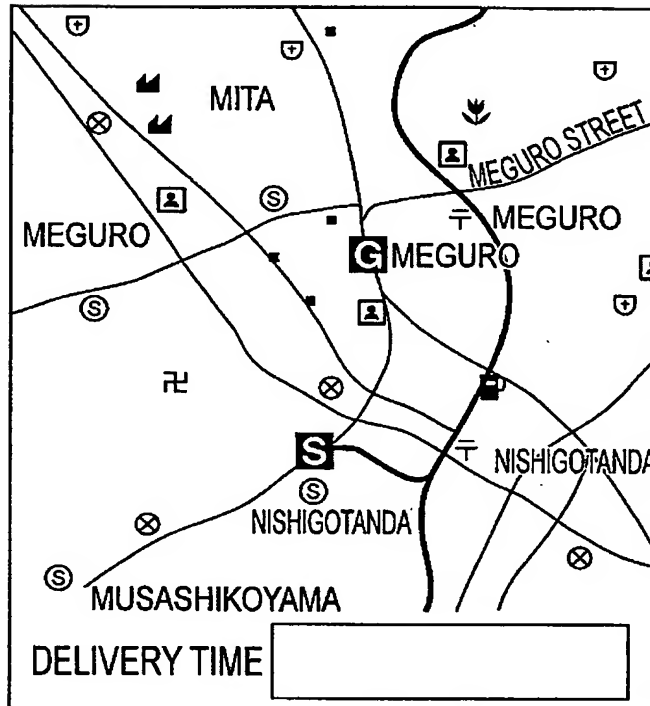 MITA
MEGURO STREET
MEGURO
MEGURO
G MEGURO
S
S
S
NISHIGOTANDA
S
NISHIGOTANDA
S
MUSASHIKOYAMA
DELIVERY TIME